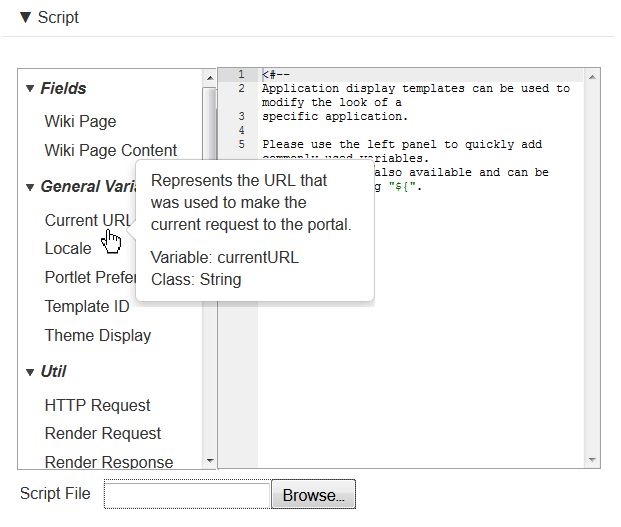 Script
Fields
Wiki Page
Wiki Page Content
General Varia
Current URL
Locale
Portlet Prefer
Template ID
Theme Display
Util
HTTP Request
Render Request
Render Response
1 <#--
2 Application display templates can be used to
modify the look of a
3 specific application.
4
5 Please use the left panel to quickly add
commonly used variables.
also available and can be
"${".
Represents the URL that
was used to make the
current request to the portal.
Variable: currentURL
Class: String
Script File
Browse...